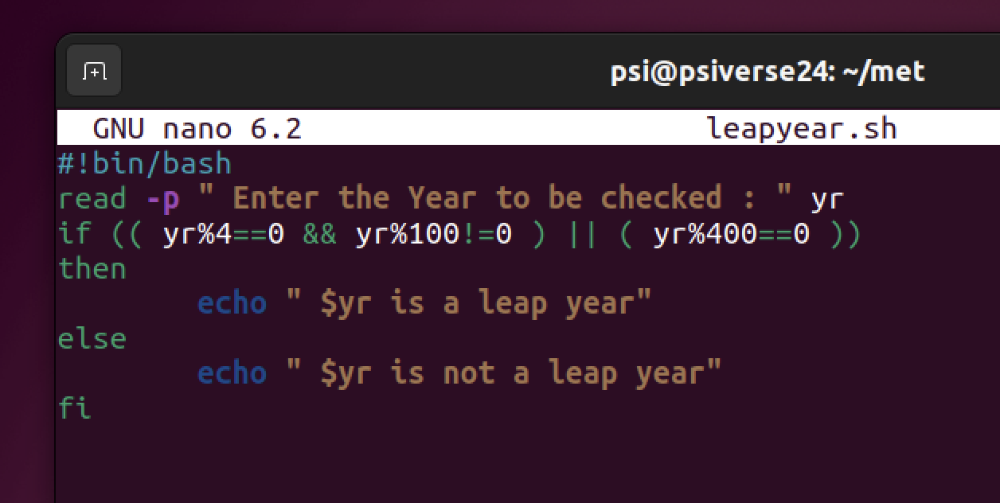 psi@psiverse24: ~/met
GNU nano 6.2 leapyear.sh
#!bin/bash
read -p " Enter the Year to be checked : " yr
if (( yr%4==0 && yr%100!=0 ) || ( yr%400==0 ))
then
        echo " $yr is a leap year"
else
        echo " $yr is not a leap year"
fi